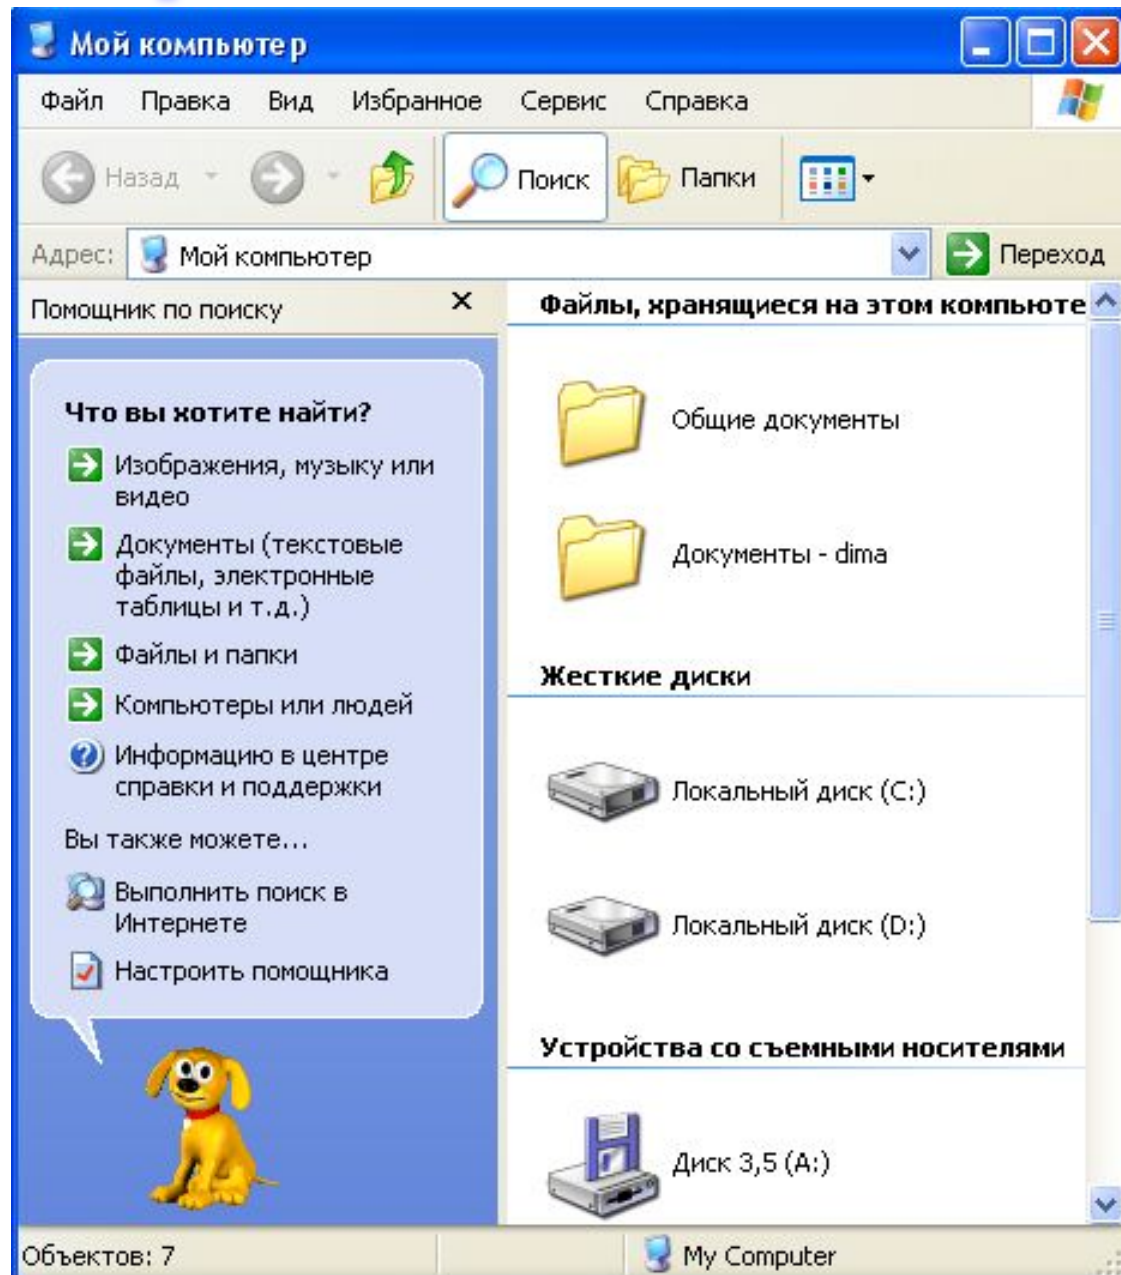 Мой компьютер
Файл Правка Вид Избранное Сервис Справка
Назад Поиск Папки
Адрес: Мой компьютер Переход
Помощник по поиску
Что вы хотите найти?
Изображения, музыку или
видео
Документы (текстовые
файлы, электронные
таблицы и т.д.)
Файлы и папки
Компьютеры или людей
Информацию в центре
справки и поддержки
Вы также можете...
Выполнить поиск в
Интернете
Настроить помощника
Файлы, хранящиеся на этом компьюте
Общие документы
Документы - dima
Жесткие диски
Локальный диск (C:)
Локальный диск (D:)
Устройства со съемными носителями
Диск 3,5 (A:)
Объектов: 7 My Computer